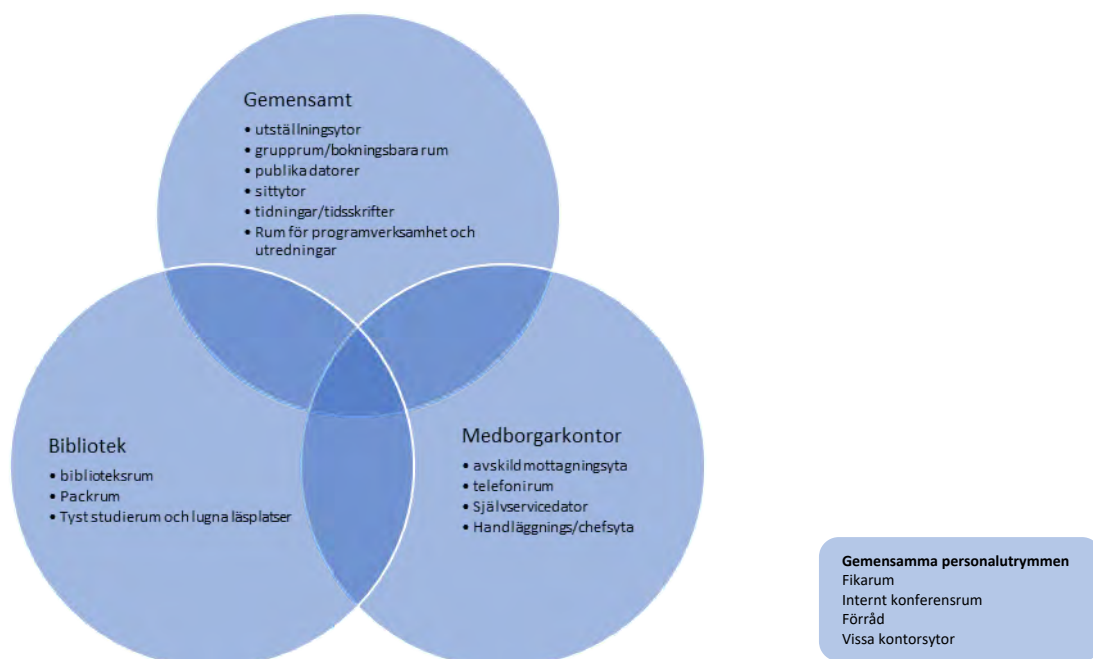 Gemensamt
• utställningsytor
• grupprum/bokningsbara rum
• publika datorer
• sittytor
• tidningar/tidsskrifter
• Rum för programverksamhet och
utredningar
Bibliotek
• biblioteksrum
• Packrum
• Tyst studierum och lugna läsplatser
Medborgarkontor
• avskild mottagningsyta
• telefonirum
• Självservicedator
• Handläggnings/chefsyta
Gemensamma personalutrymmen
Fikarum
Internt konferensrum
Förråd
Vissa kontorsytor